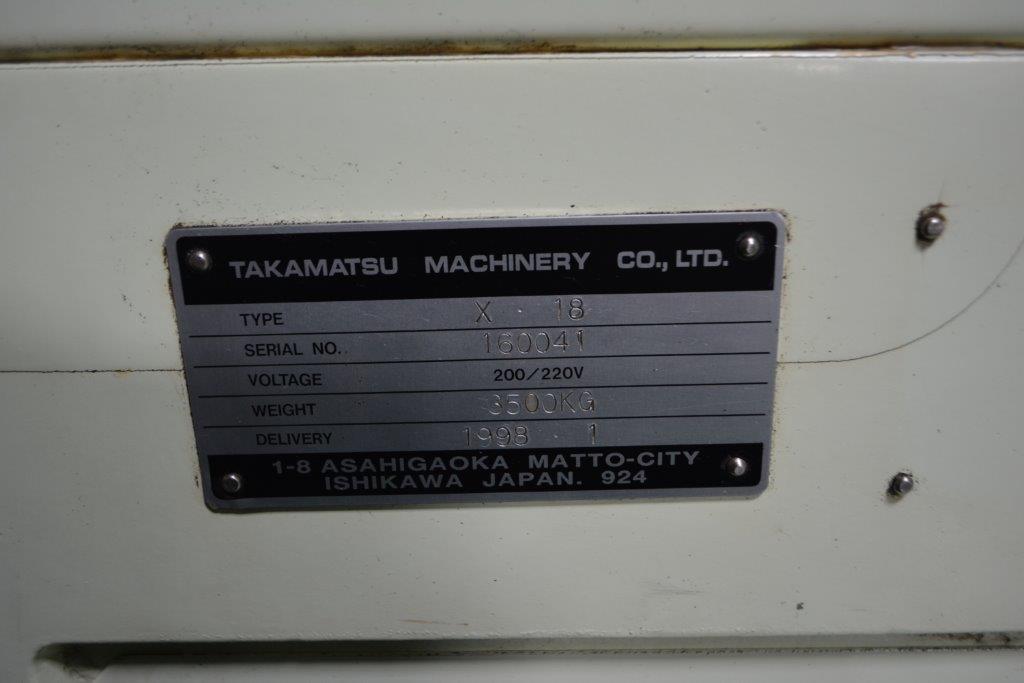 TAKAMATSU MACHINERY CO., LTD.
TYPE X - 18
SERIAL NO. 160041
VOLTAGE 200/220V
WEIGHT 3500KG
DELIVERY 1998 1
1-8 ASAHIGAOKA MATTO-CITY
ISHIKAWA JAPAN. 924